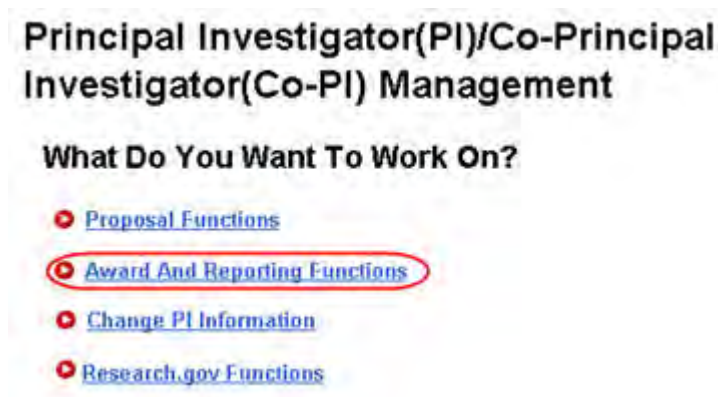 Principal Investigator(PI)/Co-Principal
Investigator(Co-PI) Management
What Do You Want To Work On?
Proposal Functions
Award And Reporting Functions
Change PI Information
Research.gov Functions